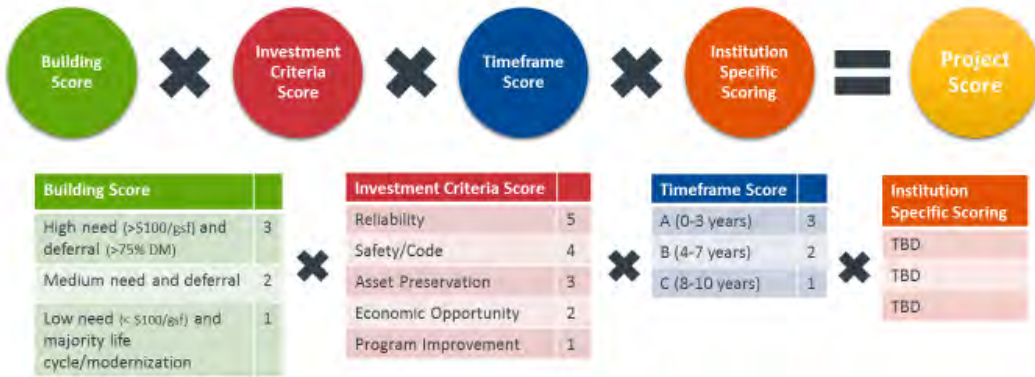 Building
Score
Investment
Criteria
Score
Timeframe
Score
Institution
Specific
Scoring
Project
Score
Building Score
High need (>$100/gsf) and 3
deferral (>75% DM)
Medium need and deferral 2
Low need (< $100/gsf) and 1
majority life
cycle/modernization
Investment Criteria Score
Reliability 5
Safety/Code 4
Asset Preservation 3
Economic Opportunity 2
Program Improvement 1
Timeframe Score
A (0-3 years) 3
B (4-7 years) 2
C (8-10 years) 1
Institution
Specific Scoring
TBD
TBD
TBD